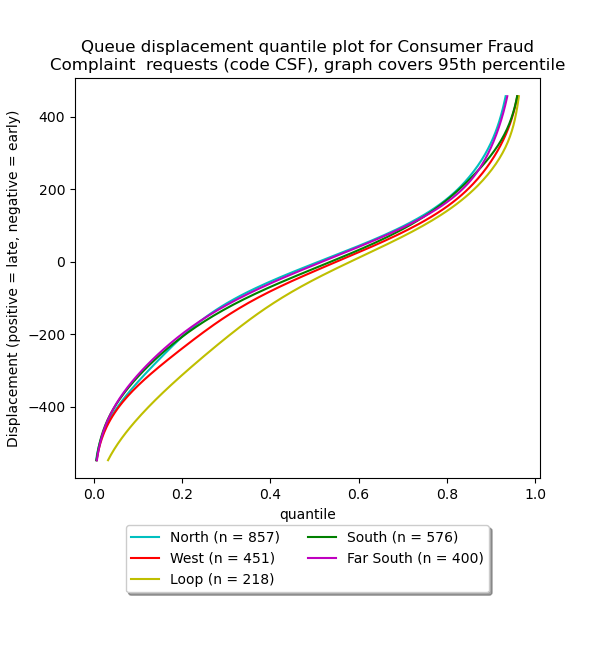 Queue displacement quantile plot for Consumer Fraud
Complaint  requests (code CSF), graph covers 95th percentile
Displacement (positive = late, negative = early)
400
200
0
−200
−400
0.0 0.2 0.4 0.6 0.8 1.0
quantile
North (n = 857) South (n = 576)
West (n = 451) Far South (n = 400)
Loop (n = 218)